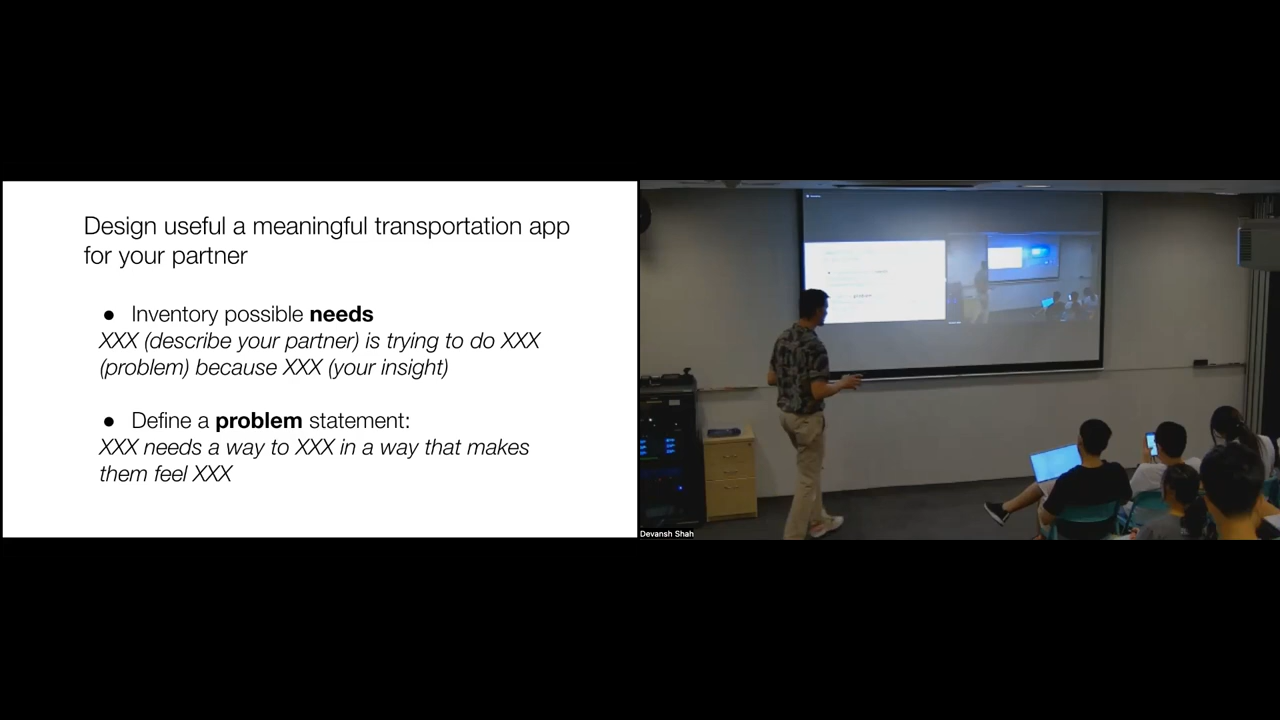 Design useful a meaningful transportation app
for your partner
● Inventory possible needs
XXX (describe your partner) is trying to do XXX
(problem) because XXX (your insight)
● Define a problem statement:
XXX needs a way to XXX in a way that makes
them feel XXX
Devansh Shah